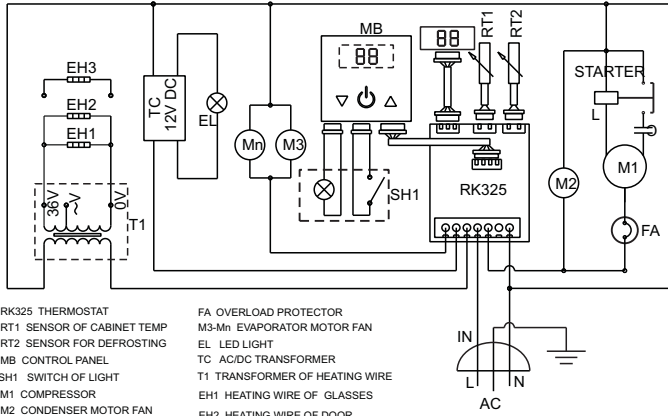 MB
88
RT1
RT2
88
EH3
EH2
EH1
TC
12V DC
EL
Mn
M3
STARTER
L
M1
M2
FA
RK325
SH1
36V
~
0V
T1
RK325 THERMOSTAT
RT1 SENSOR OF CABINET TEMP
RT2 SENSOR FOR DEFROSTING
MB CONTROL PANEL
SH1 SWITCH OF LIGHT
M1 COMPRESSOR
M2 CONDENSER MOTOR FAN
FA OVERLOAD PROTECTOR
M3-Mn EVAPORATOR MOTOR FAN
EL LED LIGHT
TC AC/DC TRANSFORMER
T1 TRANSFORMER OF HEATING WIRE
EH1 HEATING WIRE OF GLASSES
EH2 HEATING WIRE OF DOOR
IN
L
N
AC